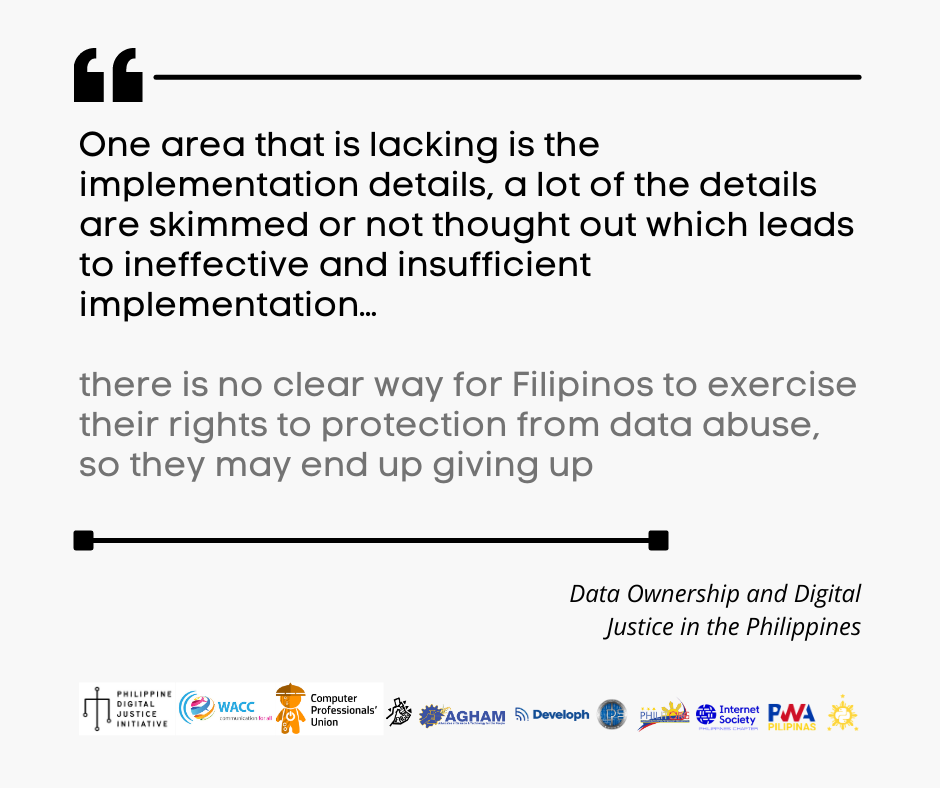 One area that is lacking is the
implementation details, a lot of the details
are skimmed or not thought out which leads
to ineffective and insufficient
implementation...
there is no clear way for Filipinos to exercise
their rights to protection from data abuse,
so they may end up giving up
Data Ownership and Digital
Justice in the Philippines
PHILIPPINE
DIGITAL
JUSTICE
INITIATIVE
WACC
communication for all
Computer
Professionals'
Union
AGHAM
Developh
Internet
Society
PHILIPPINES CHAPTER
PWA
PILIPINAS